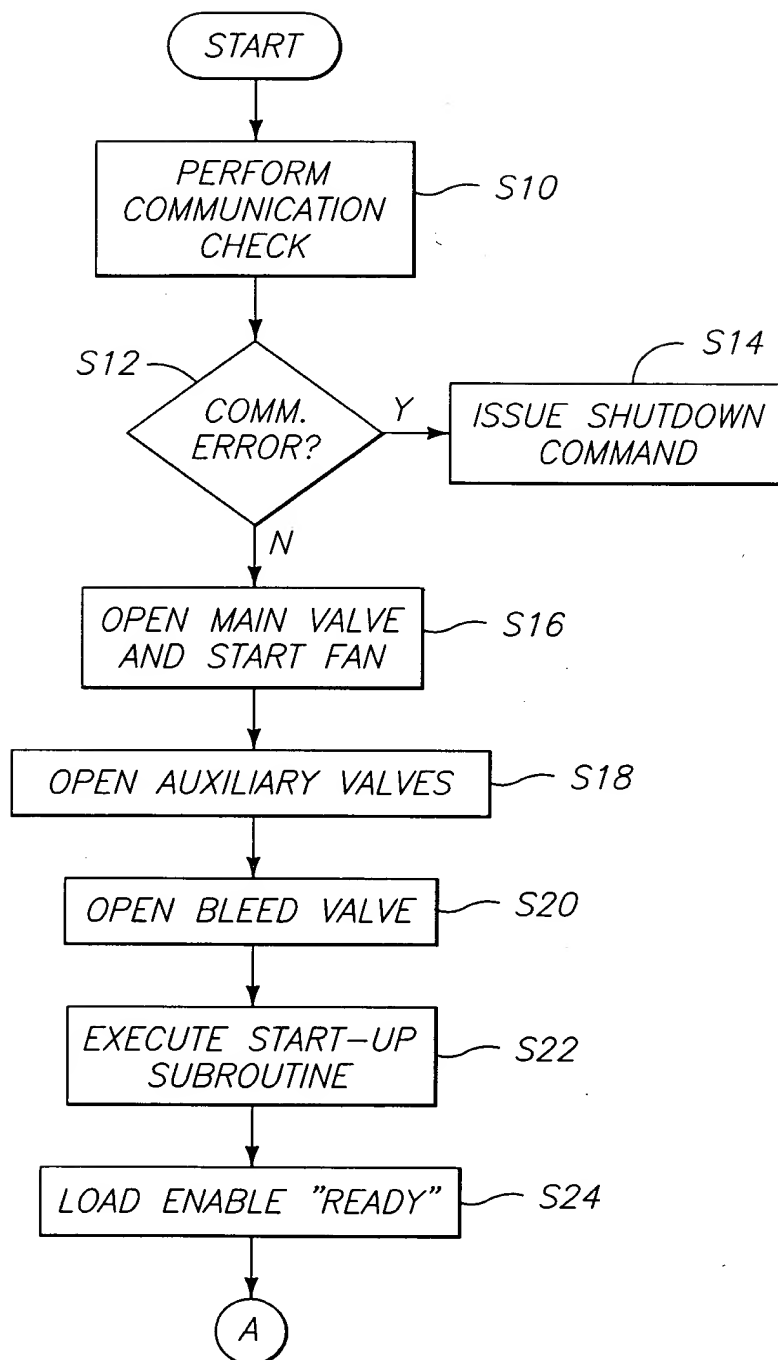 START
PERFORM
COMMUNICATION
CHECK
S10
S12
COMM.
ERROR?
Y
S14
ISSUE SHUTDOWN
COMMAND
N
OPEN MAIN VALVE
AND START FAN
S16
OPEN AUXILIARY VALVES
S18
OPEN BLEED VALVE
S20
EXECUTE START-UP
SUBROUTINE
S22
LOAD ENABLE "READY"
S24
A